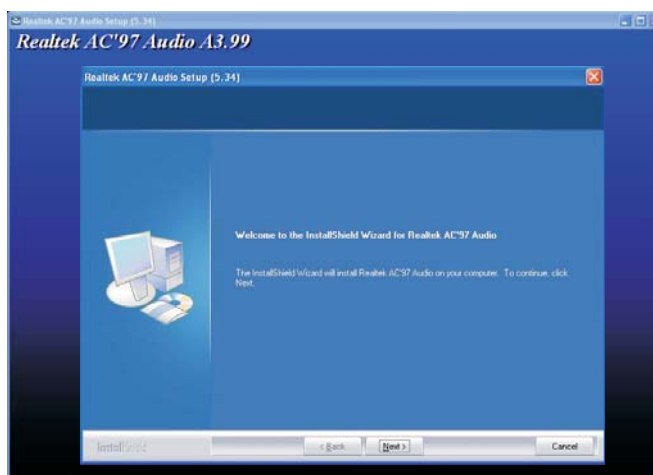 Realtek AC'97 Audio Setup (5.34)
Realtek AC'97 Audio A3.99
Realtek AC'97 Audio Setup (5.34)
Welcome to the InstallShield Wizard for Realtek AC'97 Audio
The InstallShield Wizard will install Realtek AC'97 Audio on your computer. To continue, click
Next.
InstallShield
< Back
Next >
Cancel